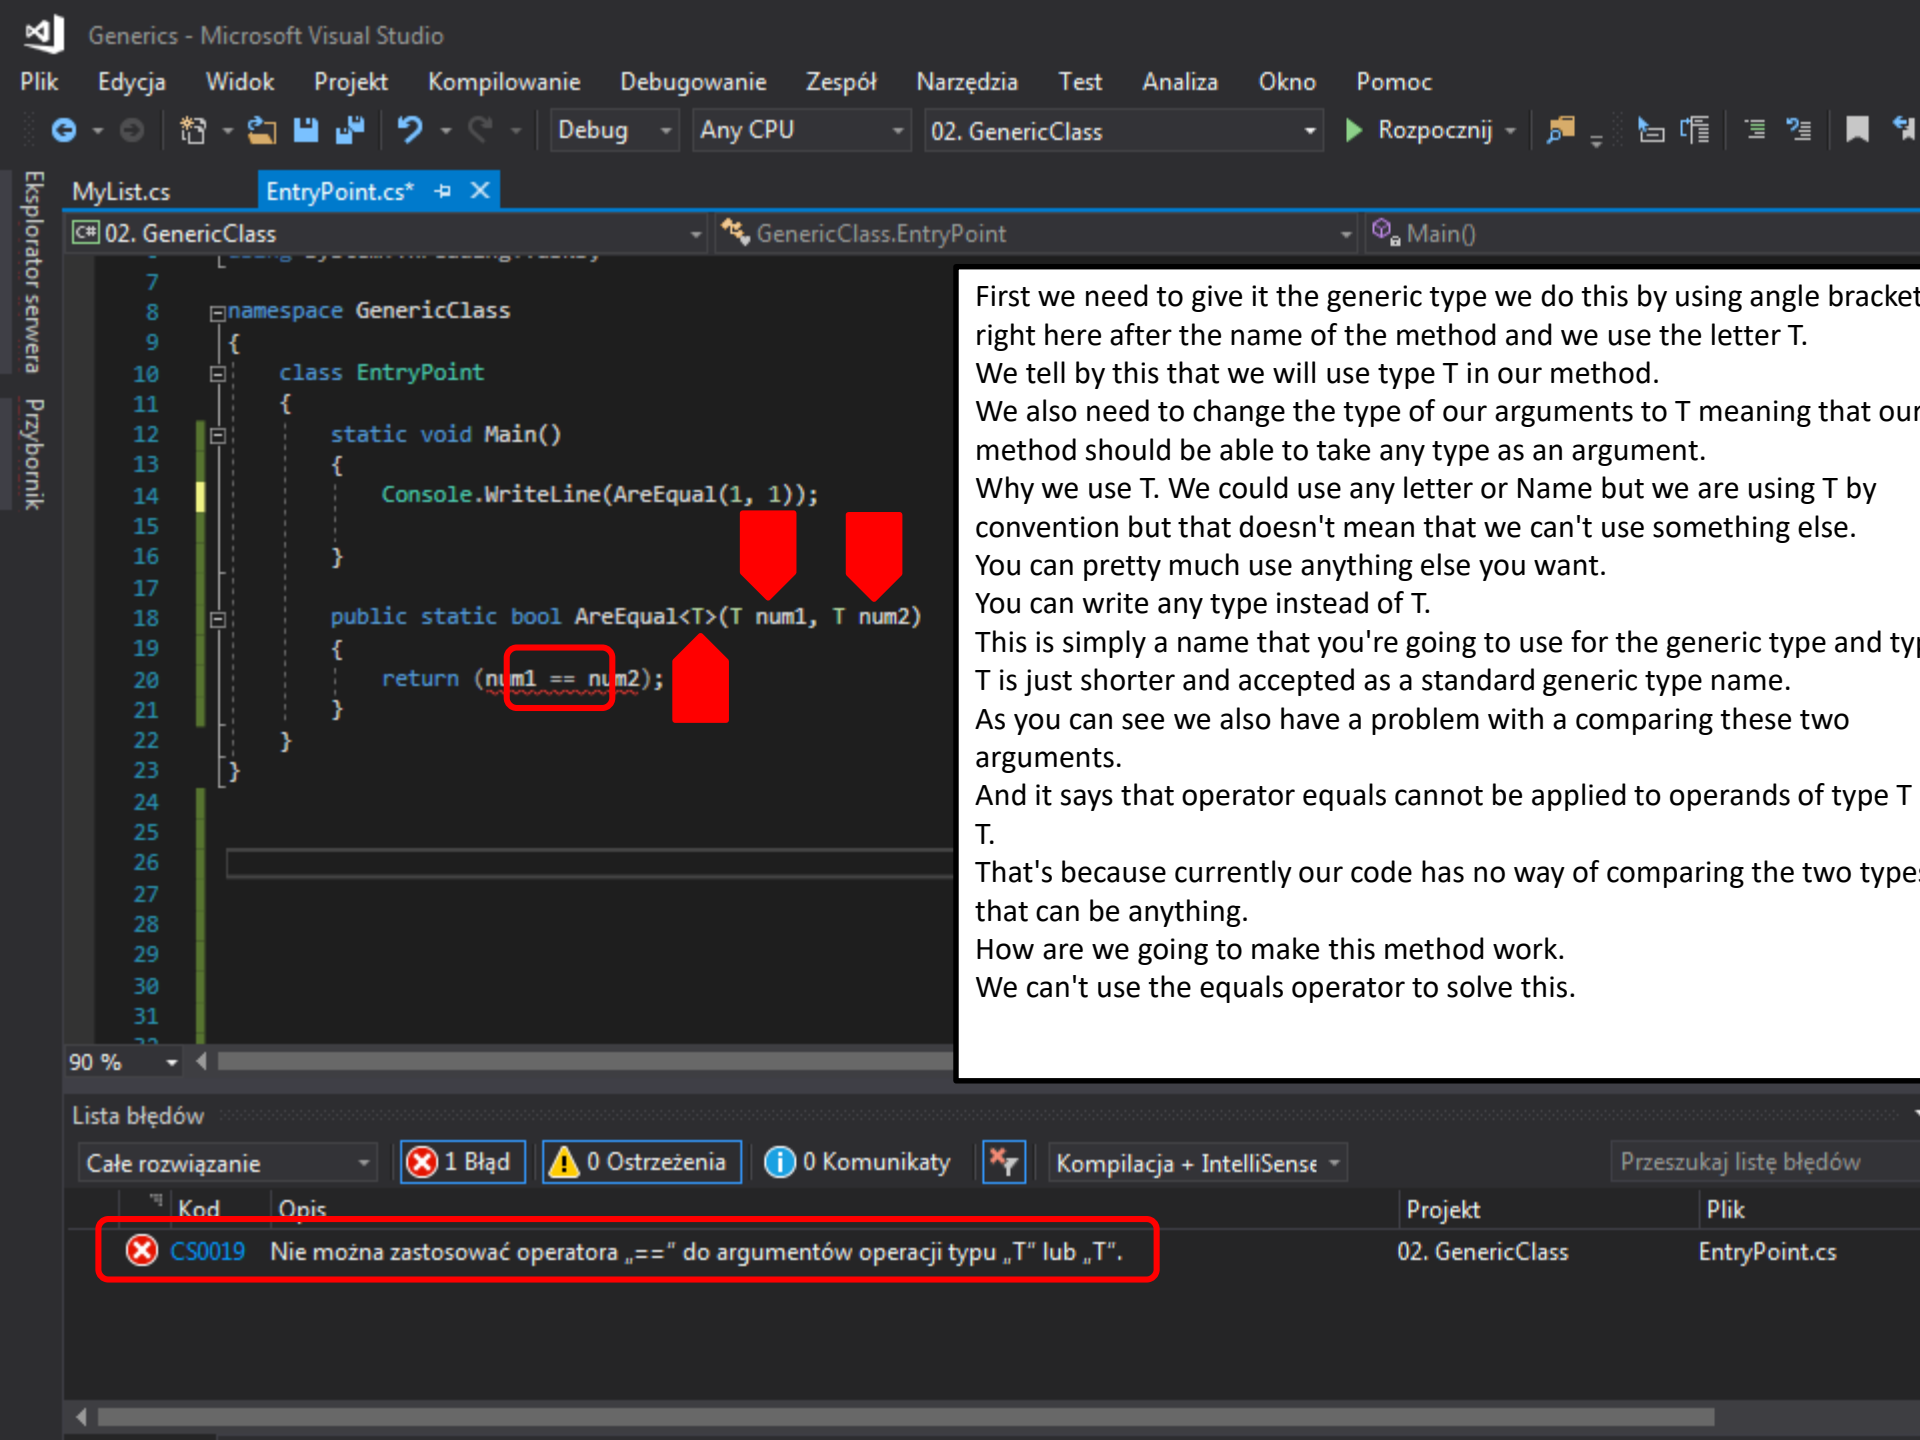 Generics - Microsoft Visual Studio
Plik Edycja Widok Projekt Kompilowanie Debugowanie Zespół Narzędzia Test Analiza Okno Pomoc
Debug Any CPU 02. GenericClass Rozpocznij
Eksplorator serwera
Przybornik
MyList.cs EntryPoint.cs*
C# 02. GenericClass GenericClass.EntryPoint Main()
7
8 namespace GenericClass
9 {
10 class EntryPoint
11 {
12 static void Main()
13 {
14 Console.WriteLine(AreEqual(1, 1));
15
16 }
17
18 public static bool AreEqual<T>(T num1, T num2)
19 {
20 return (num1 == num2);
21 }
22 }
23 }
24
25
26
27
28
29
30
31
90 %
First we need to give it the generic type we do this by using angle bracket
right here after the name of the method and we use the letter T.
We tell by this that we will use type T in our method.
We also need to change the type of our arguments to T meaning that our
method should be able to take any type as an argument.
Why we use T. We could use any letter or Name but we are using T by
convention but that doesn't mean that we can't use something else.
You can pretty much use anything else you want.
You can write any type instead of T.
This is simply a name that you're going to use for the generic type and
T is just shorter and accepted as a standard generic type name.
As you can see we also have a problem with a comparing these two
arguments.
And it says that operator equals cannot be applied to operands of type T
T.
That's because currently our code has no way of comparing the two types
that can be anything.
How are we going to make this method work.
We can't use the equals operator to solve this.
Lista błędów
Całe rozwiązanie 1 Błąd 0 Ostrzeżenia 0 Komunikaty Kompilacja + IntelliSense Przeszukaj listę błędów
Kod Opis Projekt Plik
CS0019 Nie można zastosować operatora „==” do argumentów operacji typu „T” lub „T”. 02. GenericClass EntryPoint.cs